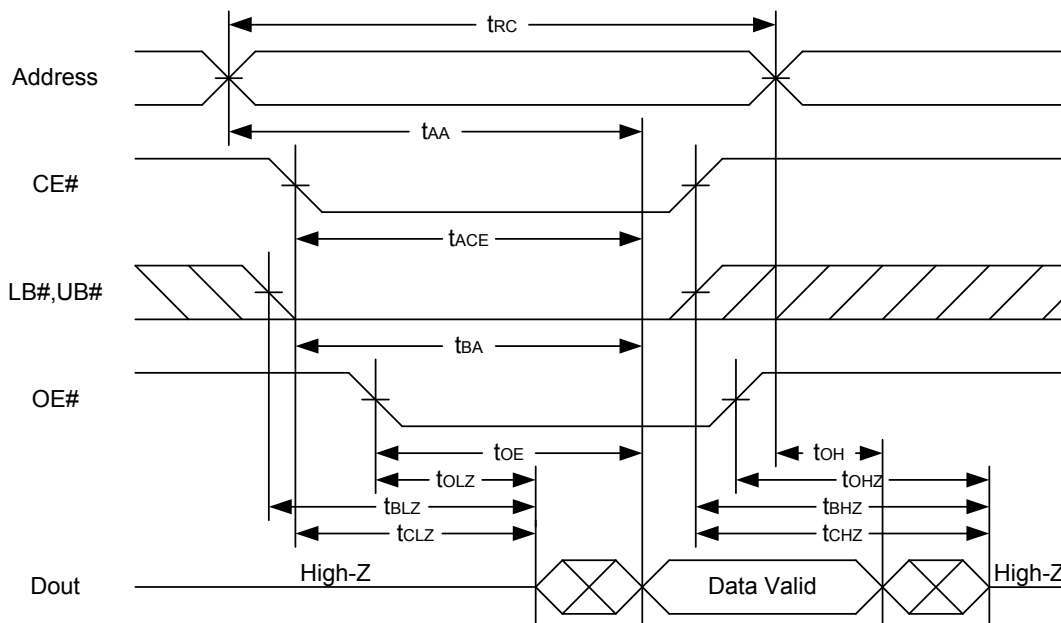 tRC
Address
tAA
CE#
tACE
LB#,UB#
tBA
OE#
tOE
tOH
tOLZ
tOHZ
tBLZ
tBHZ
tCLZ
tCHZ
High-Z
Dout
Data Valid
High-Z